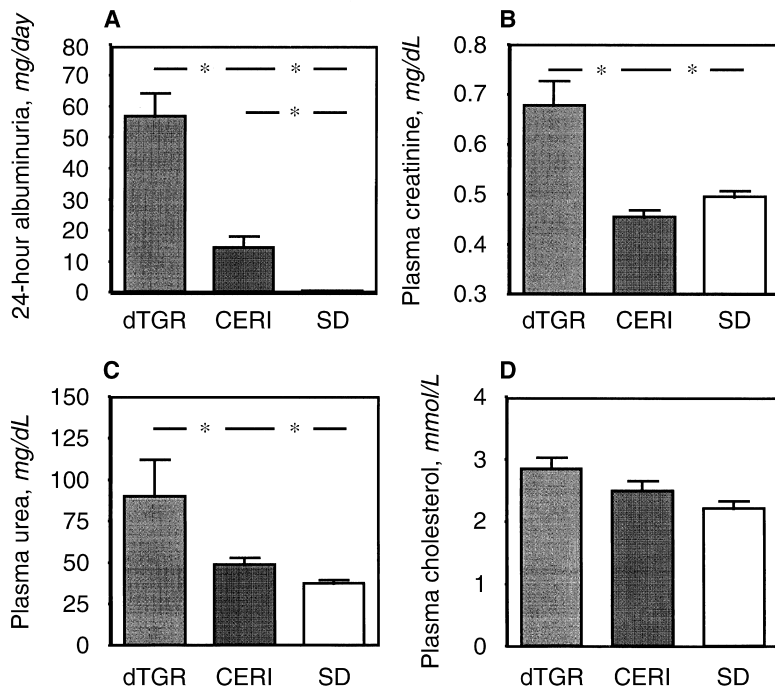 A
24-hour albuminuria, mg/day
80
70
60
50
40
30
20
10
0
* *
*
dTGR CERI SD
B
Plasma creatinine, mg/dL
0.8
0.7
0.6
0.5
0.4
0.3
* *
dTGR CERI SD
C
Plasma urea, mg/dL
150
125
100
75
50
25
0
* *
dTGR CERI SD
D
Plasma cholesterol, mmol/L
4
3
2
1
0
dTGR CERI SD